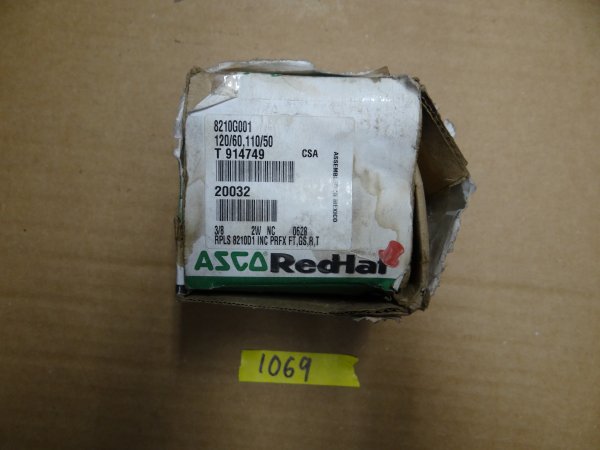 8210G001
120/60,110/50
T 914749
CSA
20032
3/8 2W NC 0628
RPLS 8210D1 INC PRFX FT,GS,R,T
ASCO RedHat
1069